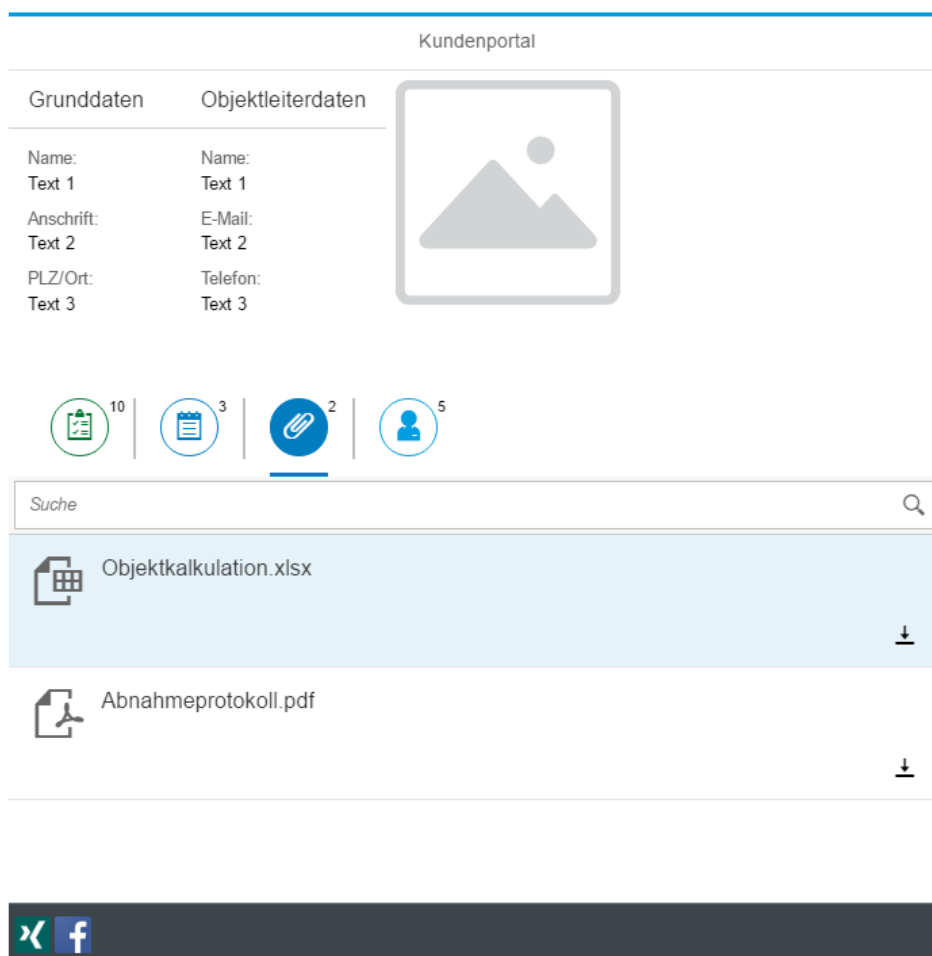 Kundenportal
Grunddaten
Name:
Text 1
Anschrift:
Text 2
PLZ/Ort:
Text 3
Objektleiterdaten
Name:
Text 1
E-Mail:
Text 2
Telefon:
Text 3
10
3
2
5
Suche
Objektkalkulation.xlsx
Abnahmeprotokoll.pdf